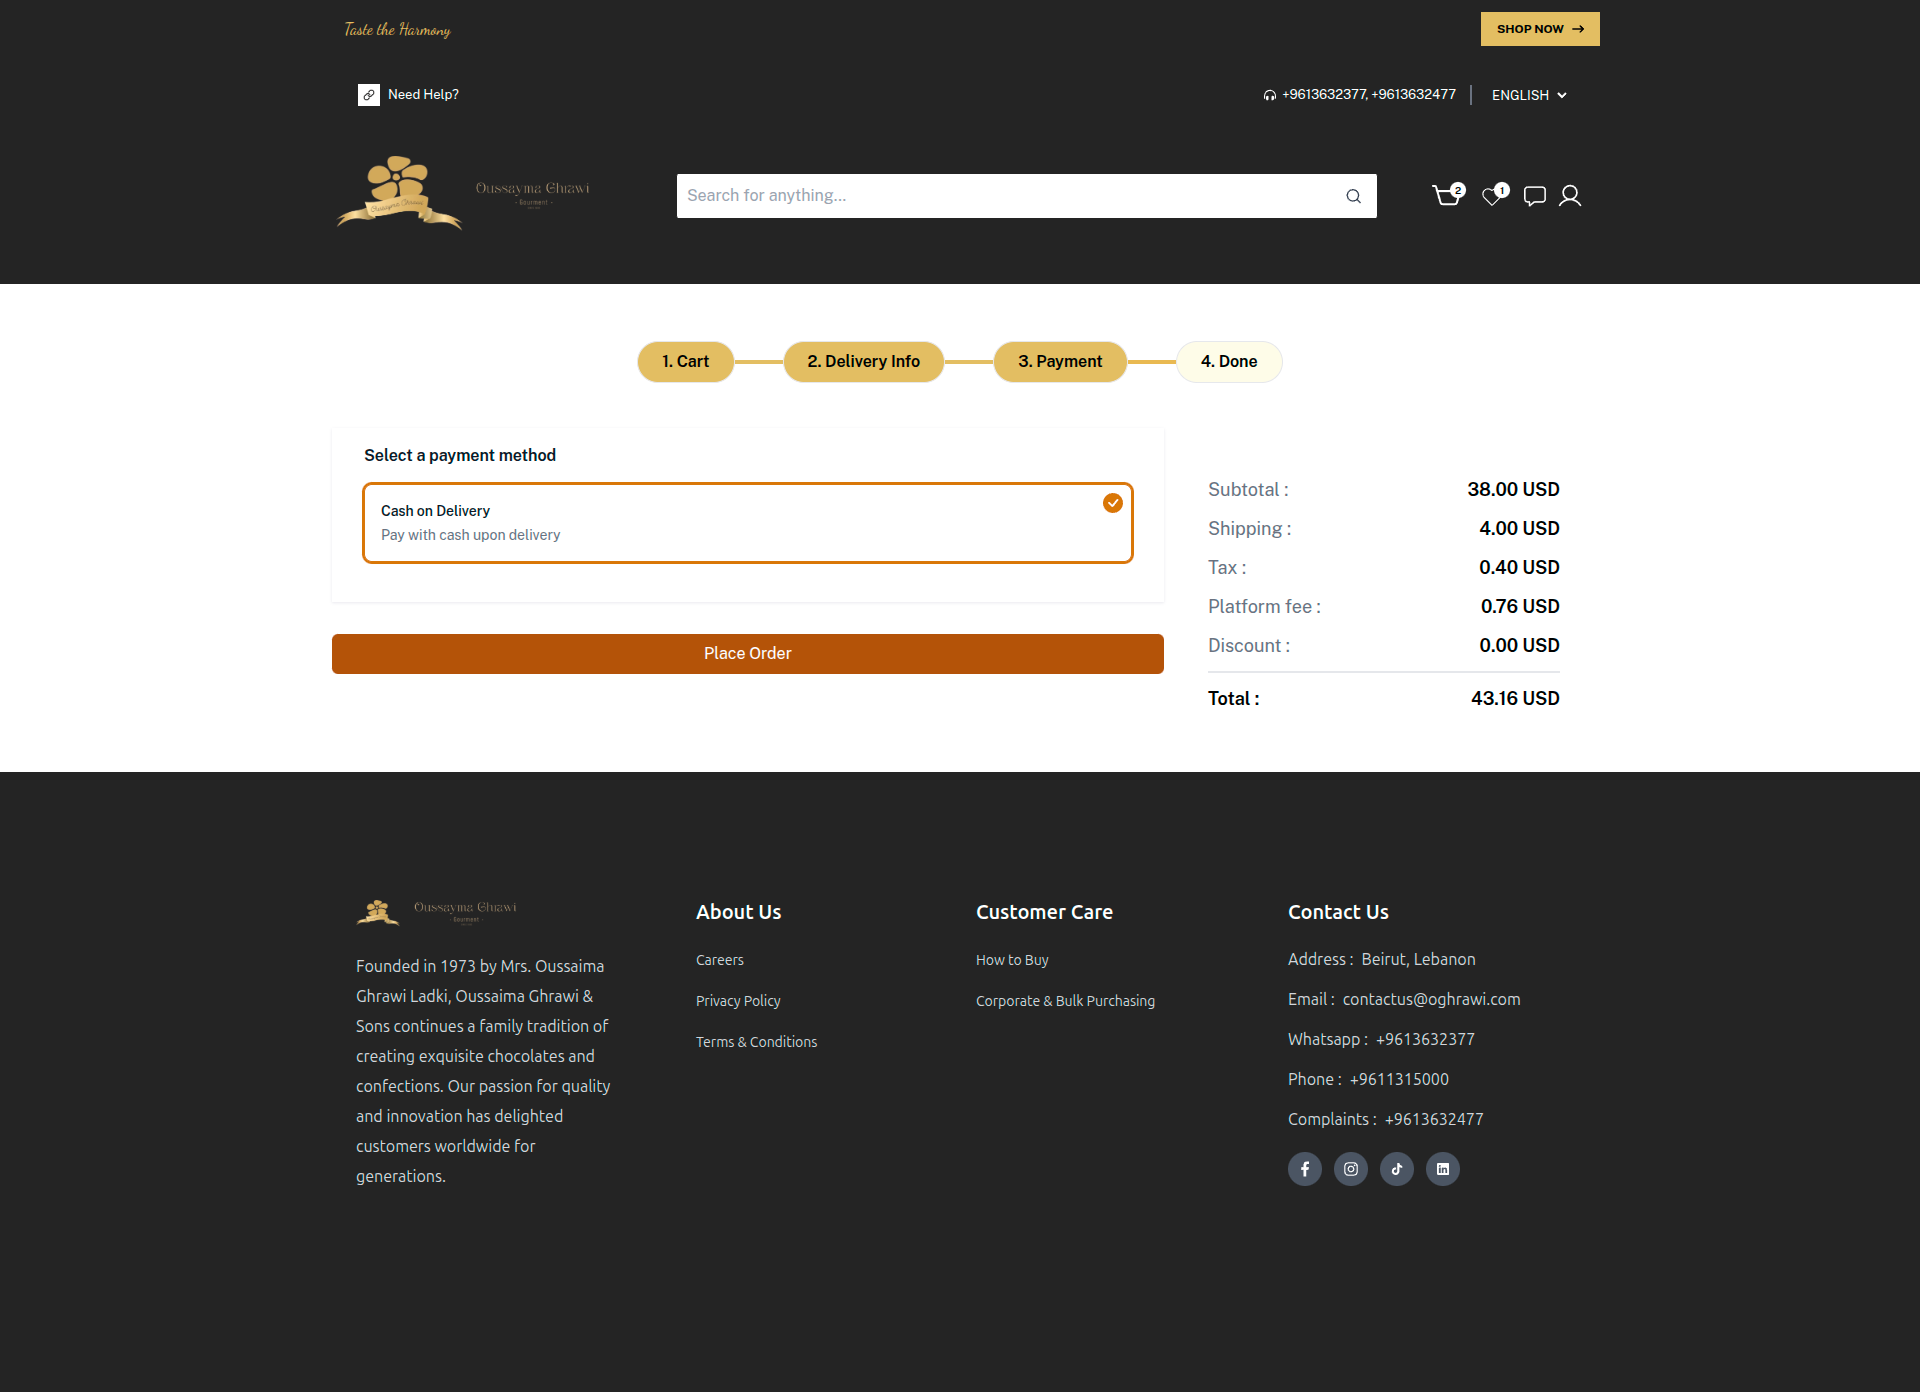 Taste the Harmony
SHOP NOW
Need Help?
+9613632377, +9613632477
ENGLISH
Oussayma Ghrawi
Oussayma Ghrawi
- Gourment -
Search for anything...
2
1
1. Cart
2. Delivery Info
3. Payment
4. Done
Select a payment method
Cash on Delivery
Pay with cash upon delivery
Place Order
Subtotal : 38.00 USD
Shipping : 4.00 USD
Tax : 0.40 USD
Platform fee : 0.76 USD
Discount : 0.00 USD
Total : 43.16 USD
Oussayma Ghrawi
- Gourment -
Founded in 1973 by Mrs. Oussaima
Ghrawi Ladki, Oussaima Ghrawi &
Sons continues a family tradition of
creating exquisite chocolates and
confections. Our passion for quality
and innovation has delighted
customers worldwide for
generations.
About Us
Careers
Privacy Policy
Terms & Conditions
Customer Care
How to Buy
Corporate & Bulk Purchasing
Contact Us
Address : Beirut, Lebanon
Email : contactus@oghrawi.com
Whatsapp : +9613632377
Phone : +9611315000
Complaints : +9613632477